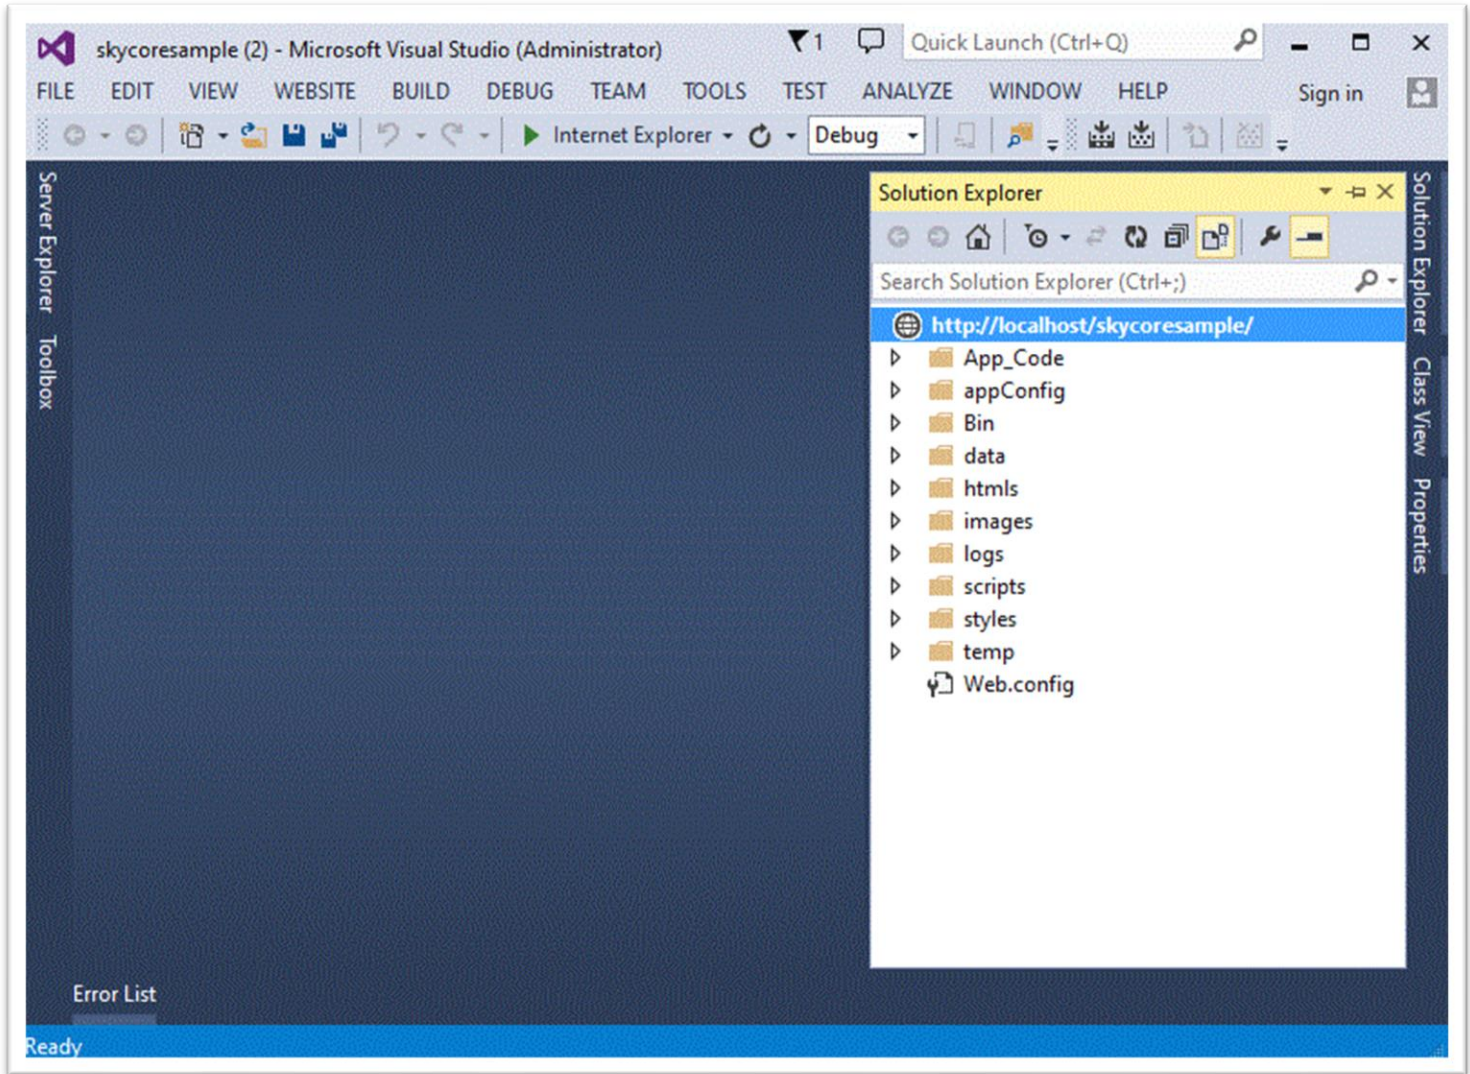 skycoresample (2) - Microsoft Visual Studio (Administrator)
1
Quick Launch (Ctrl+Q)
FILE EDIT VIEW WEBSITE BUILD DEBUG TEAM TOOLS TEST ANALYZE WINDOW HELP Sign in
Internet Explorer Debug
Server Explorer
Toolbox
Solution Explorer
Search Solution Explorer (Ctrl+;)
http://localhost/skycoresample/
App_Code
appConfig
Bin
data
htmls
images
logs
scripts
styles
temp
Web.config
Solution Explorer
Class View
Properties
Error List
Ready